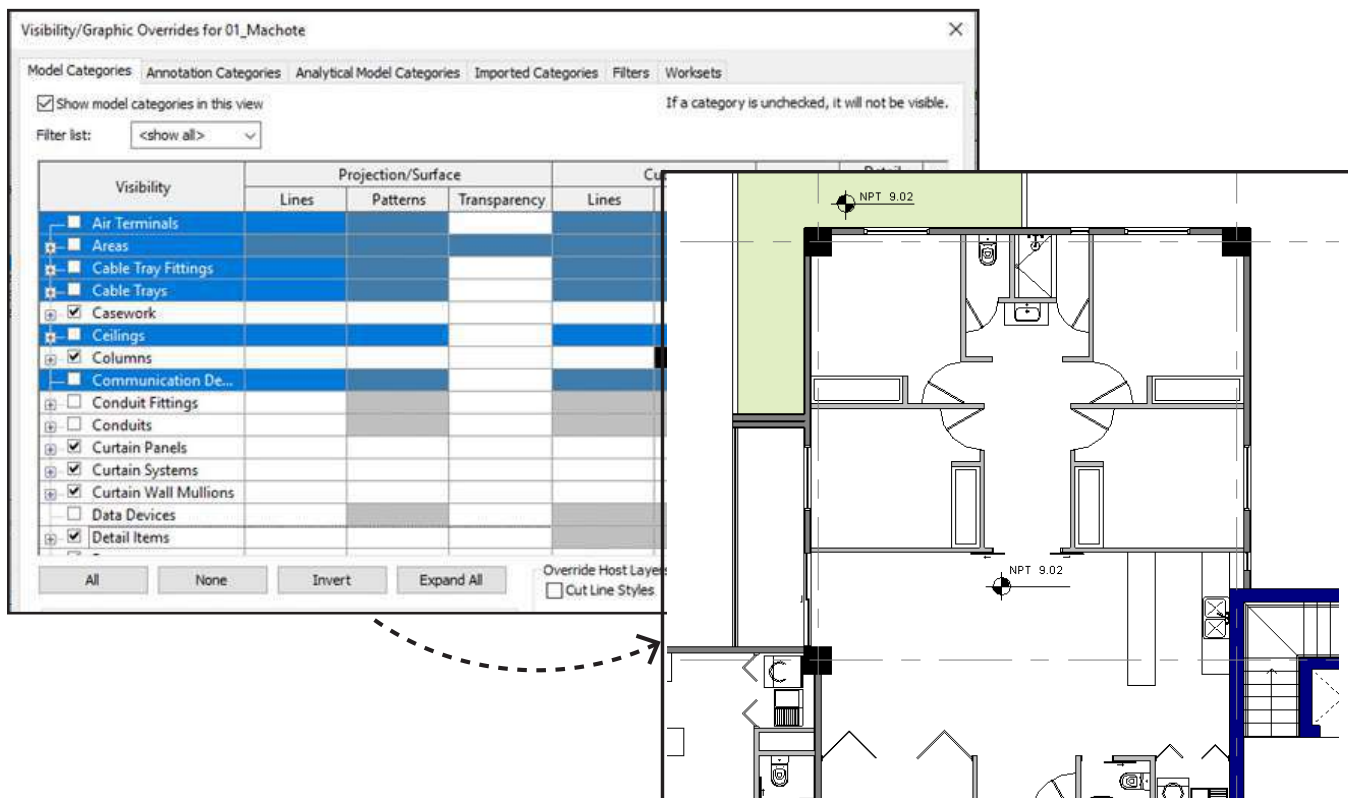 Visibility/Graphic Overrides for 01_Machote
Model Categories Annotation Categories Analytical Model Categories Imported Categories Filters Worksets
Show model categories in this view
If a category is unchecked, it will not be visible.
Filter list: <show all>
Visibility
Projection/Surface
Lines Patterns Transparency Lines
Air Terminals
Areas
Cable Tray Fittings
Cable Trays
Casework
Ceilings
Columns
Communication De...
Conduit Fittings
Conduits
Curtain Panels
Curtain Systems
Curtain Wall Mullions
Data Devices
Detail Items
All None Invert Expand All
Override Host Laye
Cut Line Styles
NPT 9.02
NPT 9.02